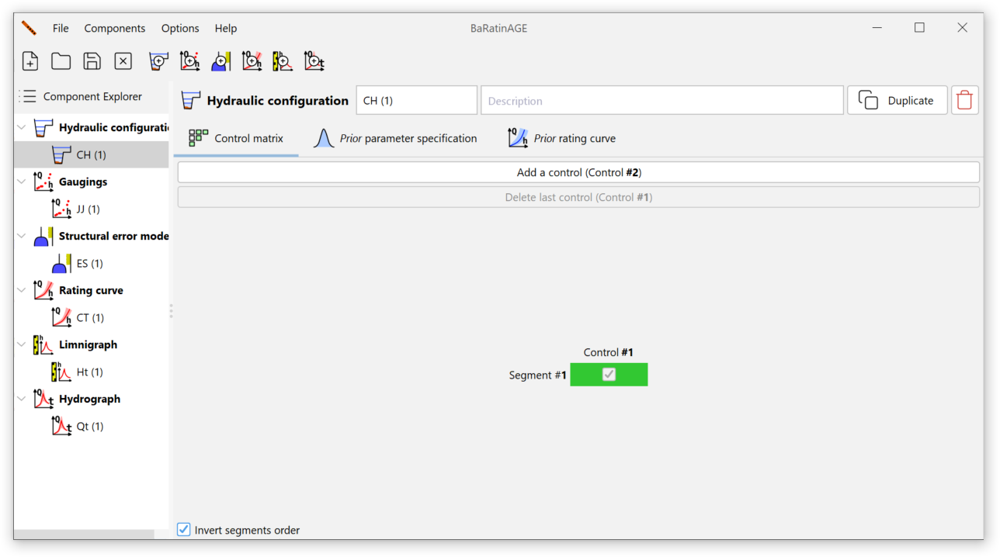 File Components Options Help BaRatinAGE
Component Explorer
Hydraulic configuration CH (1) Description Duplicate
Control matrix Prior parameter specification Prior rating curve
Hydraulic configuratio
CH (1)
Gaugings
JJ (1)
Structural error mode
ES (1)
Rating curve
CT (1)
Limnigraph
Ht (1)
Hydrograph
Qt (1)
Add a control (Control #2)
Delete last control (Control #1)
Control #1
Segment #1
Invert segments order